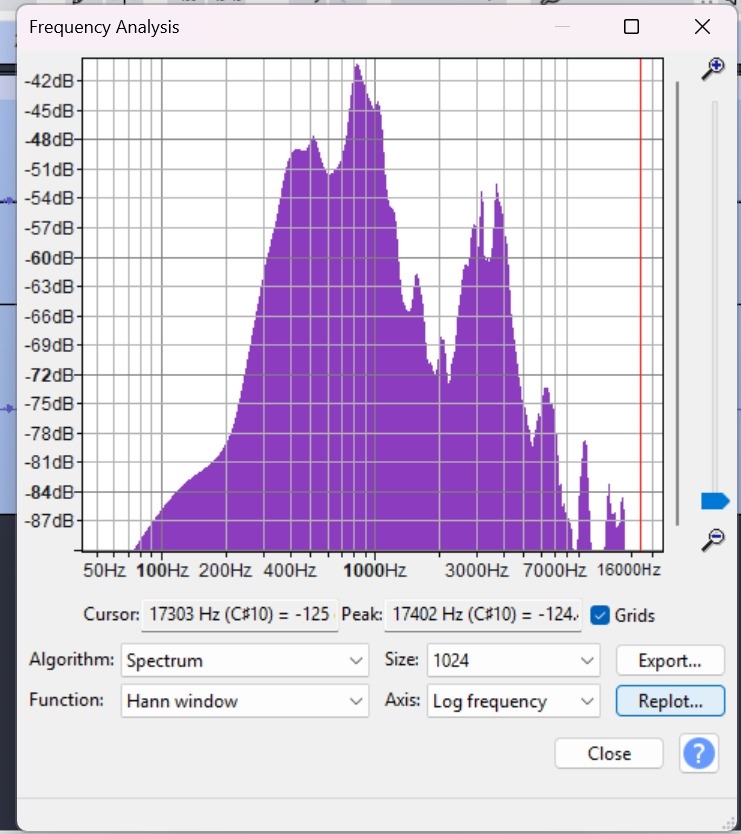 Frequency Analysis
-42dB
-45dB
-48dB
-51dB
-54dB
-57dB
-60dB
-63dB
-66dB
-69dB
-72dB
-75dB
-78dB
-81dB
-84dB
-87dB
50Hz 100Hz 200Hz 400Hz 1000Hz 3000Hz 7000Hz 16000Hz
Cursor: 17303 Hz (C#10) = -125 Peak: 17402 Hz (C#10) = -124. Grids
Algorithm: Spectrum Size: 1024 Export...
Function: Hann window Axis: Log frequency Replot...
Close ?